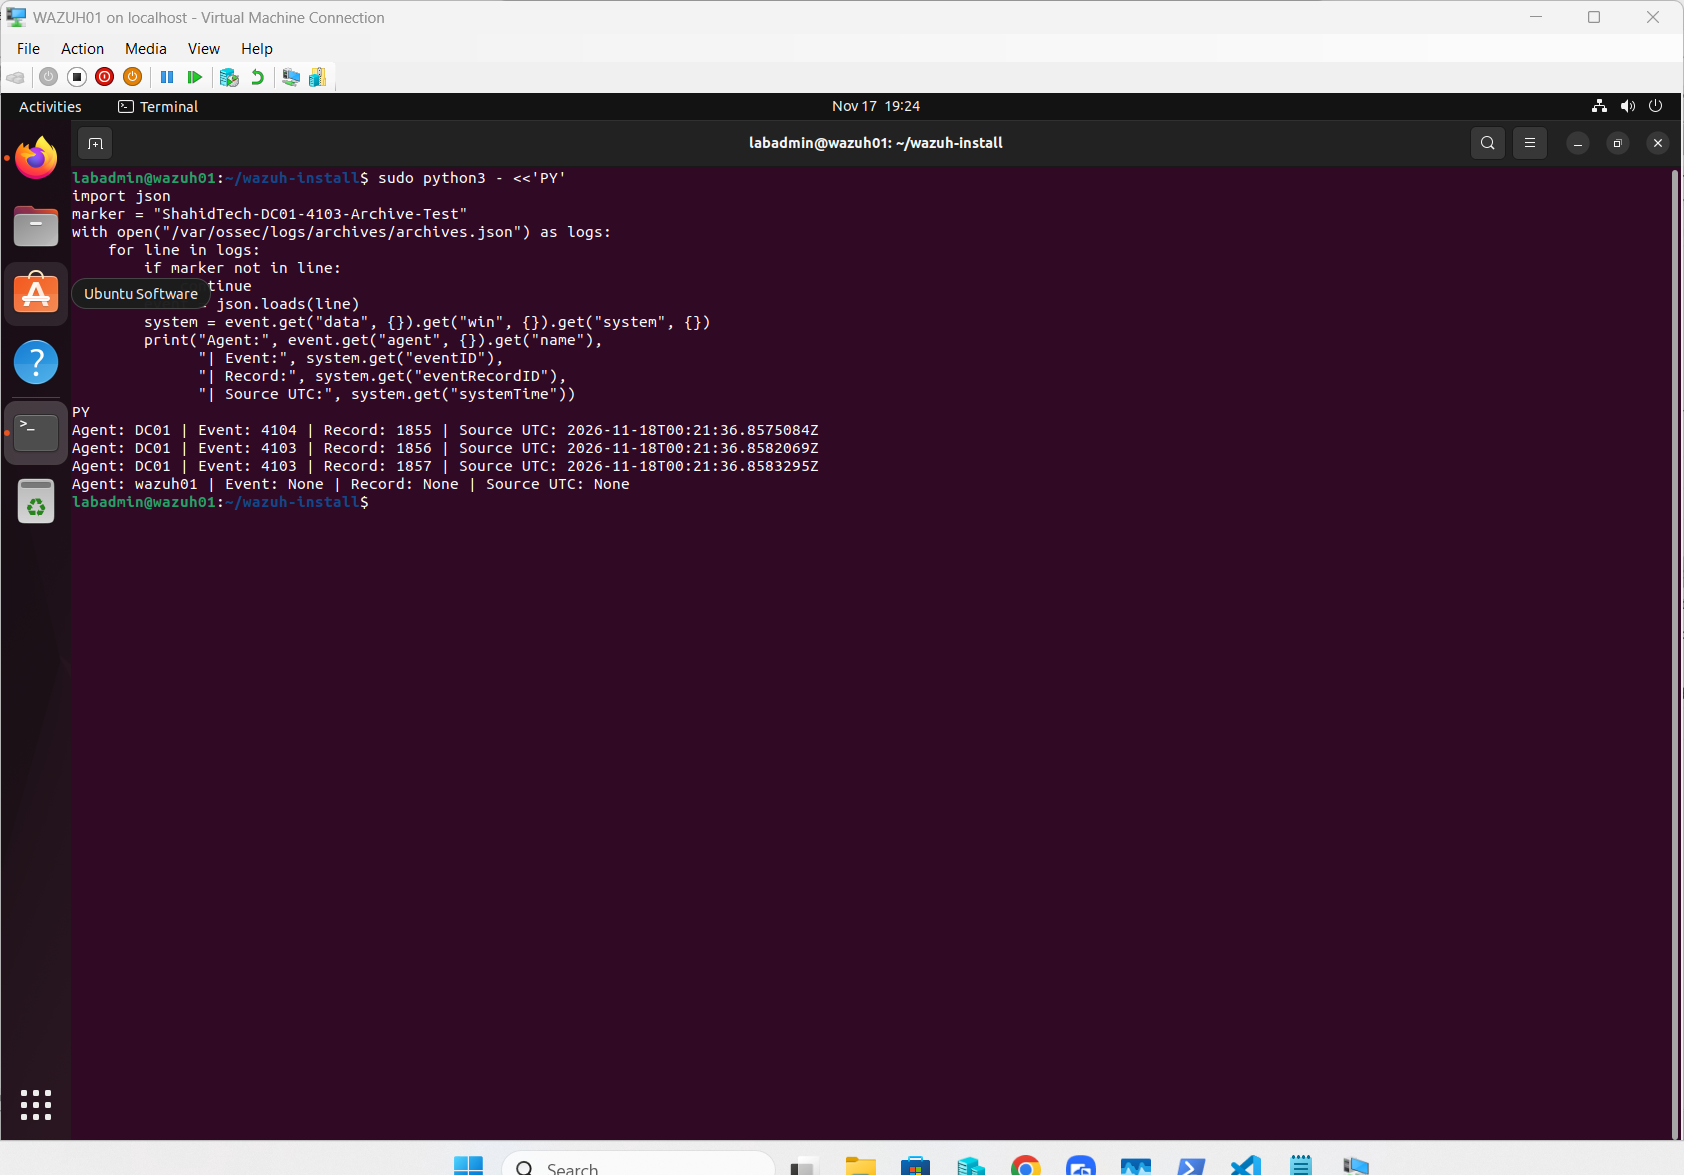 WAZUH01 on localhost - Virtual Machine Connection
File Action Media View Help
Activities Terminal Nov 17 19:24
labadmin@wazuh01: ~/wazuh-install
labadmin@wazuh01:~/wazuh-install$ sudo python3 - <<'PY'
import json
marker = "ShahidTech-DC01-4103-Archive-Test"
with open("/var/ossec/logs/archives/archives.json") as logs:
    for line in logs:
        if marker not in line:
tinue
Ubuntu Software
json.loads(line)
        system = event.get("data", {}).get("win", {}).get("system", {})
        print("Agent:", event.get("agent", {}).get("name"),
              "| Event:", system.get("eventID"),
              "| Record:", system.get("eventRecordID"),
              "| Source UTC:", system.get("systemTime"))
PY
Agent: DC01 | Event: 4104 | Record: 1855 | Source UTC: 2026-11-18T00:21:36.8575084Z
Agent: DC01 | Event: 4103 | Record: 1856 | Source UTC: 2026-11-18T00:21:36.8582069Z
Agent: DC01 | Event: 4103 | Record: 1857 | Source UTC: 2026-11-18T00:21:36.8583295Z
Agent: wazuh01 | Event: None | Record: None | Source UTC: None
labadmin@wazuh01:~/wazuh-install$
Search